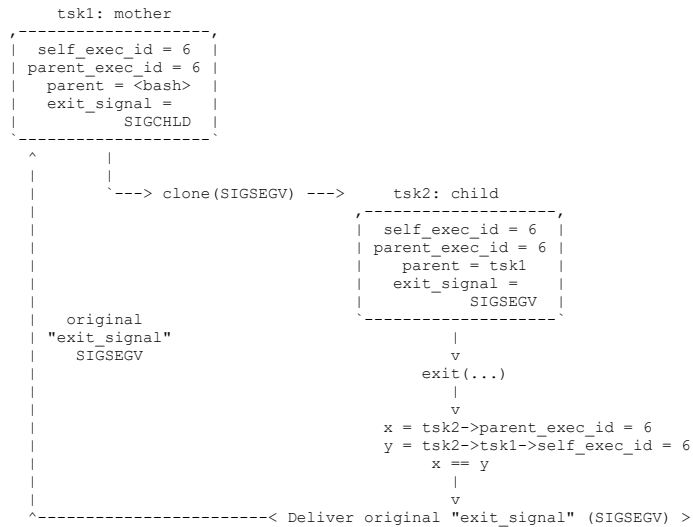 tsk1: mother
self_exec_id = 6
parent_exec_id = 6
parent = <bash>
exit_signal =
SIGCHLD
clone(SIGSEGV) ---> tsk2: child
self_exec_id = 6
parent_exec_id = 6
parent = tsk1
exit_signal =
SIGSEGV
original
"exit_signal"
SIGSEGV
exit(...)
x = tsk2->parent_exec_id = 6
y = tsk2->tsk1->self_exec_id = 6
x == y
< Deliver original "exit_signal" (SIGSEGV) >